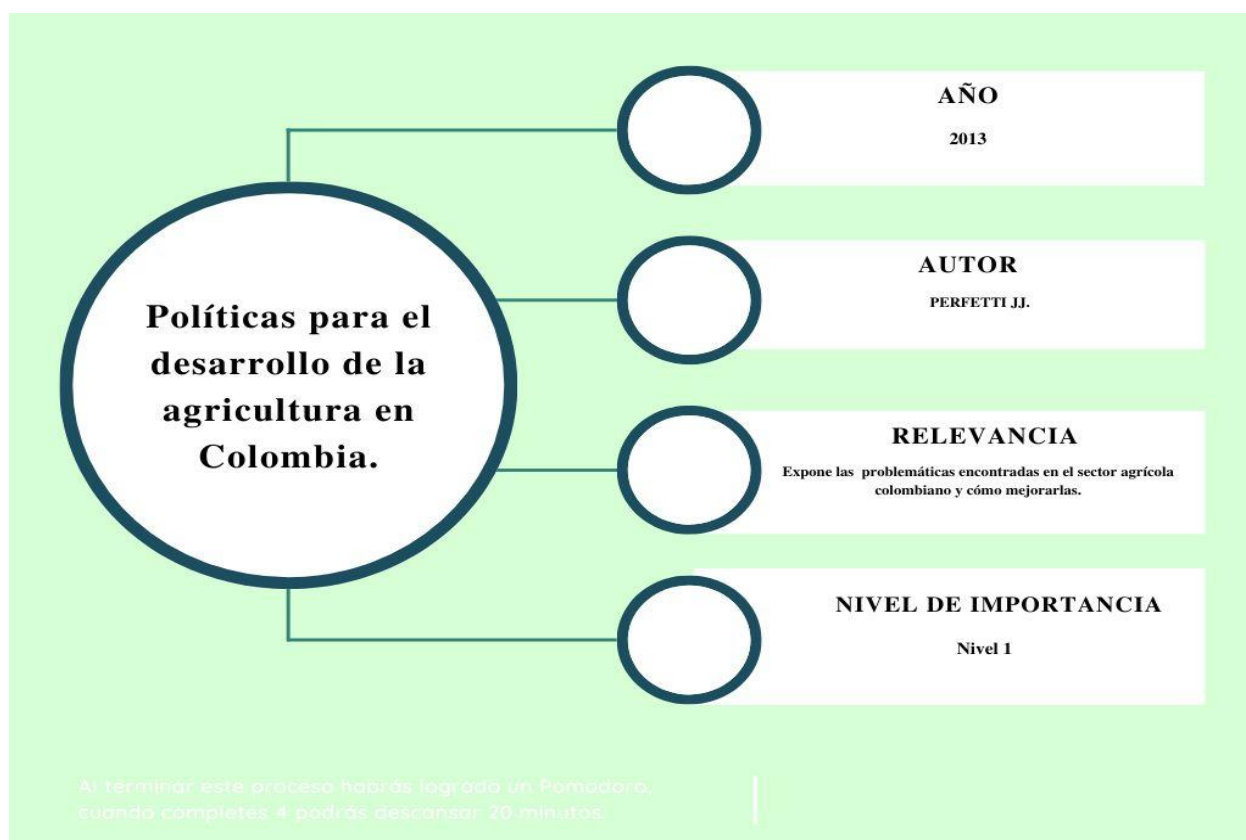 Políticas para el
desarrollo de la
agricultura en
Colombia.
AÑO
2013
AUTOR
PERFETTI JJ.
RELEVANCIA
Expone las problemáticas encontradas en el sector agrícola
colombiano y cómo mejorarlas.
NIVEL DE IMPORTANCIA
Nivel 1
Al terminar este proceso habrás logrado un Pomodoro,
cuando completes 4 podrás descansar 20 minutos.